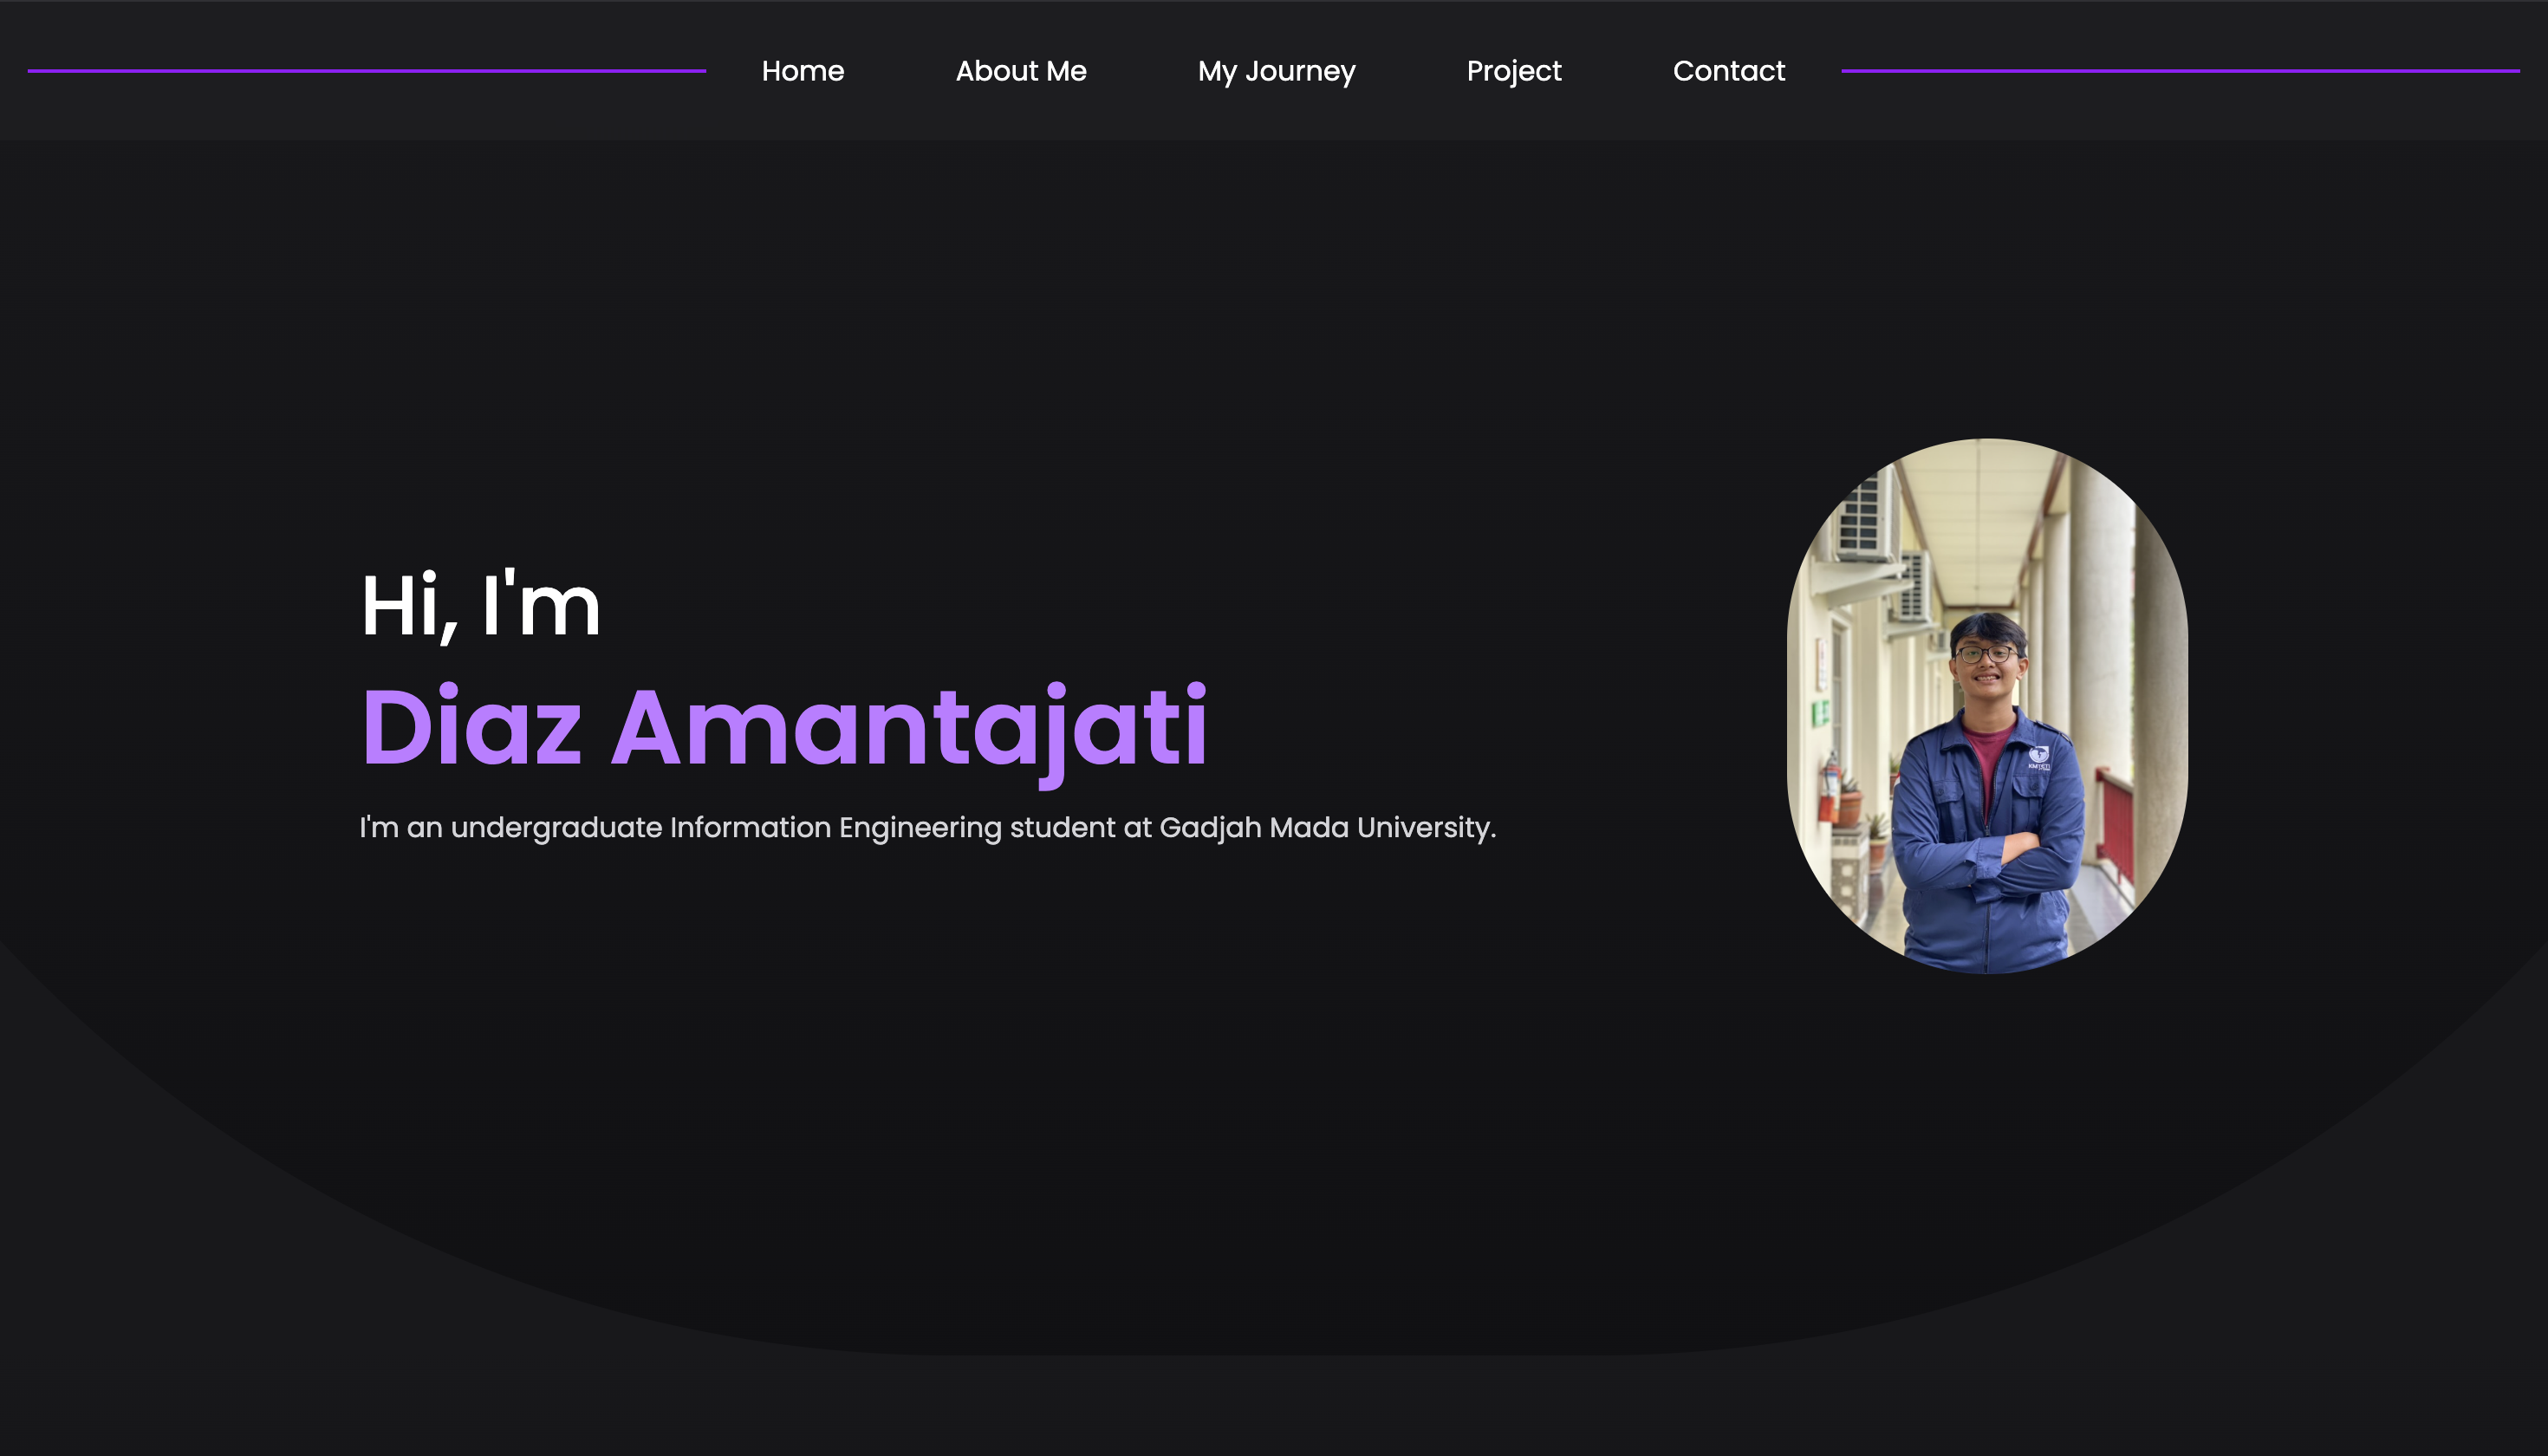 Home About Me My Journey Project Contact
Hi, I'm
Diaz Amantajati
I'm an undergraduate Information Engineering student at Gadjah Mada University.